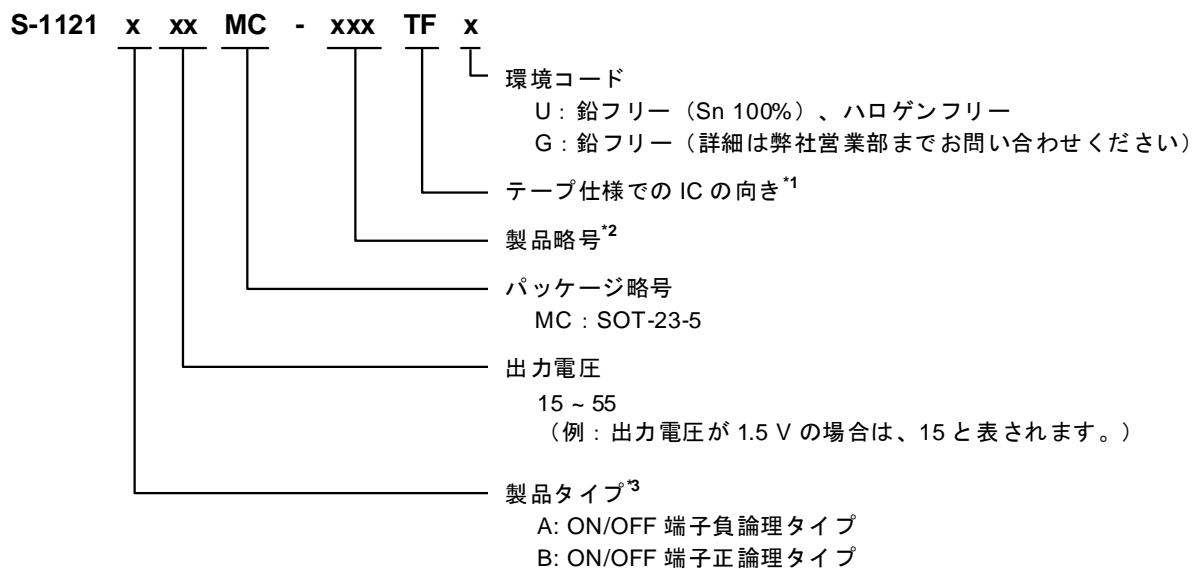 S-1121 x xx MC - xxx TF x
環境コード
U：鉛フリー（Sn 100%）、ハロゲンフリー
G：鉛フリー（詳細は弊社営業部までお問い合わせください）
テープ仕様での IC の向き*1
製品略号*2
パッケージ略号
MC：SOT-23-5
出力電圧
15 ~ 55
（例：出力電圧が 1.5 V の場合は、15 と表されます。）
製品タイプ*3
A: ON/OFF 端子負論理タイプ
B: ON/OFF 端子正論理タイプ